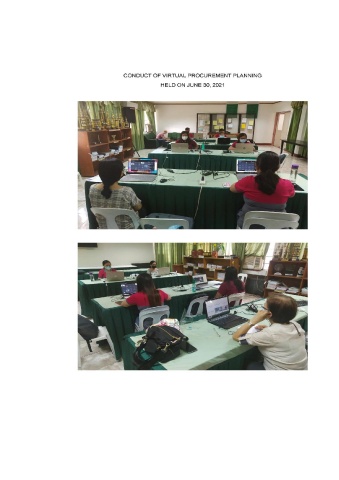 CONDUCT OF VIRTUAL PROCUREMENT PLANNING
HELD ON JUNE 30, 2021